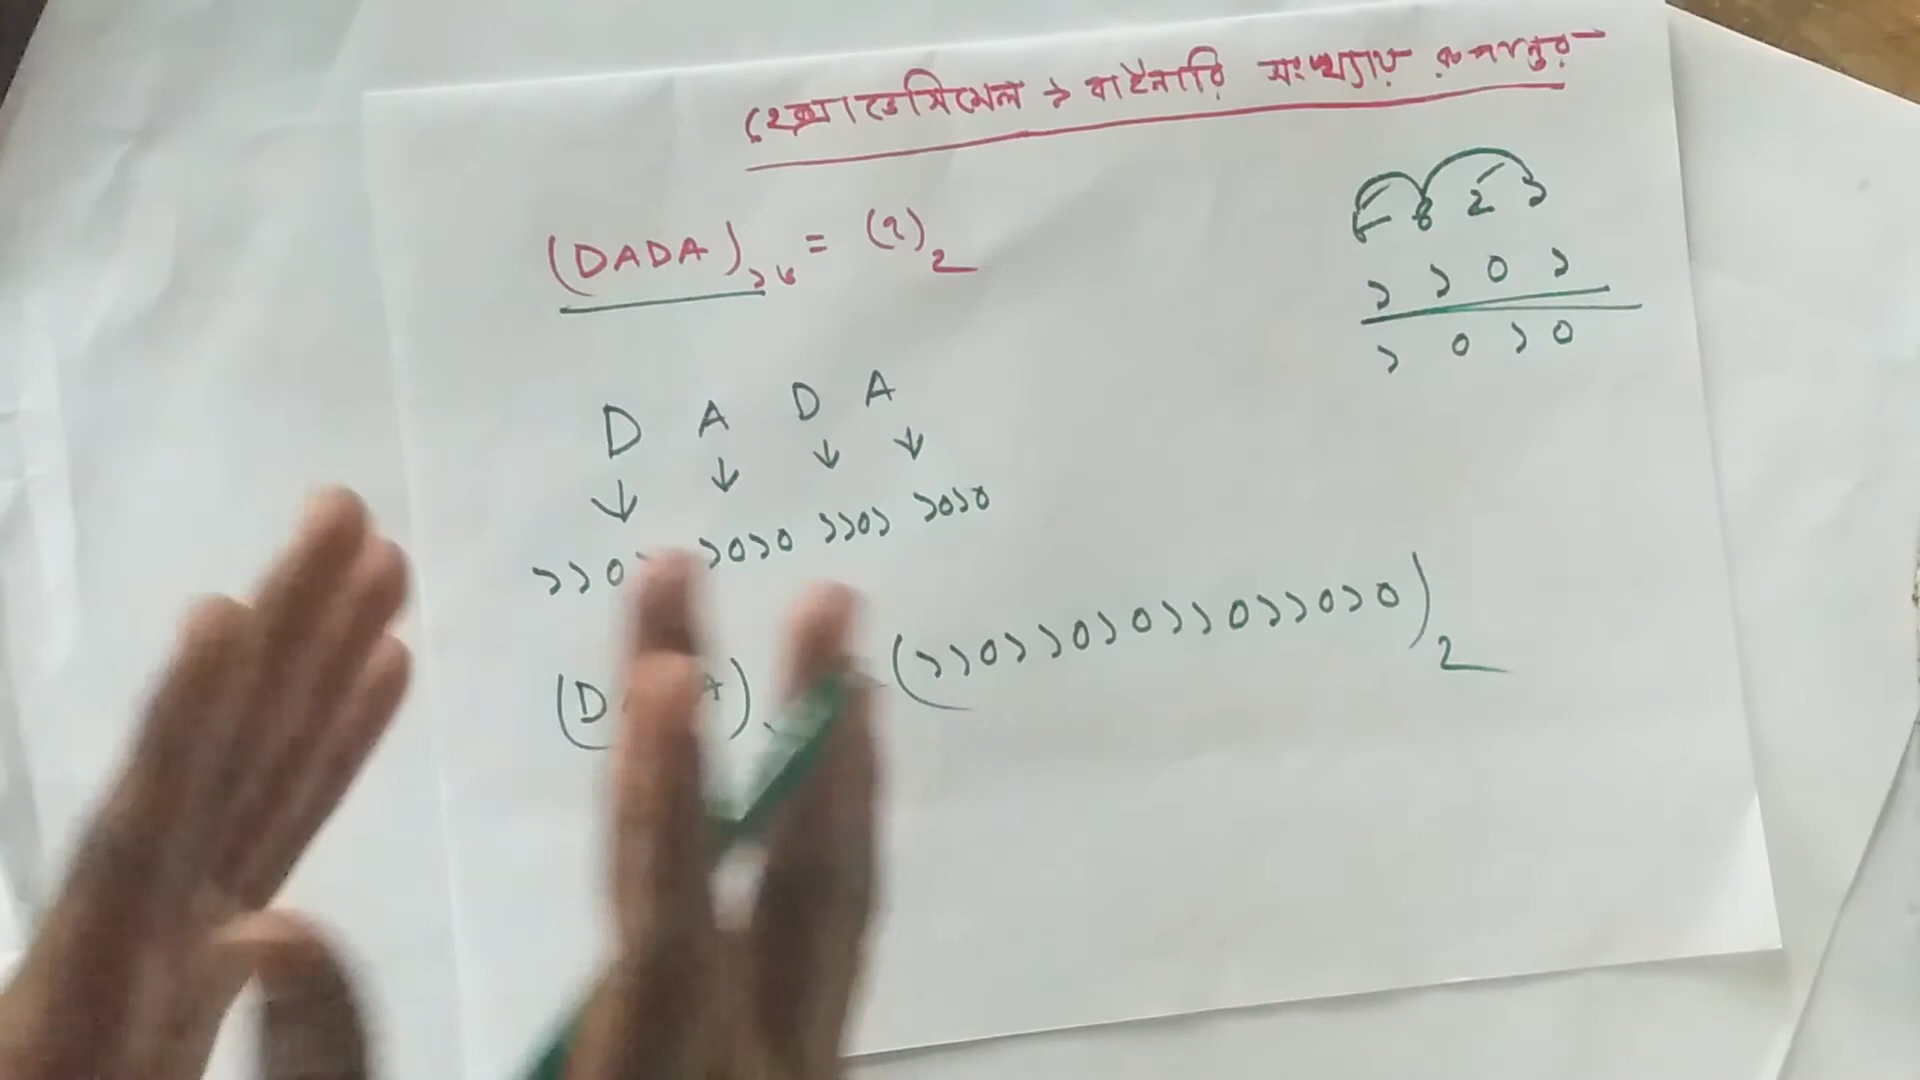 হেক্সাডেসিমেল → বাইনারি সংখ্যায় রূপান্তর -
(DADA)১৬ = (?)২
৮ ৪ ২ ১
১ ১ ০ ১
১ ০ ১ ০
D A D A
↓ ↓ ↓ ↓
১১০ ১০১০ ১১০১ ১০১০
(D A) (১১০১১০১০১১০১১০১০)২